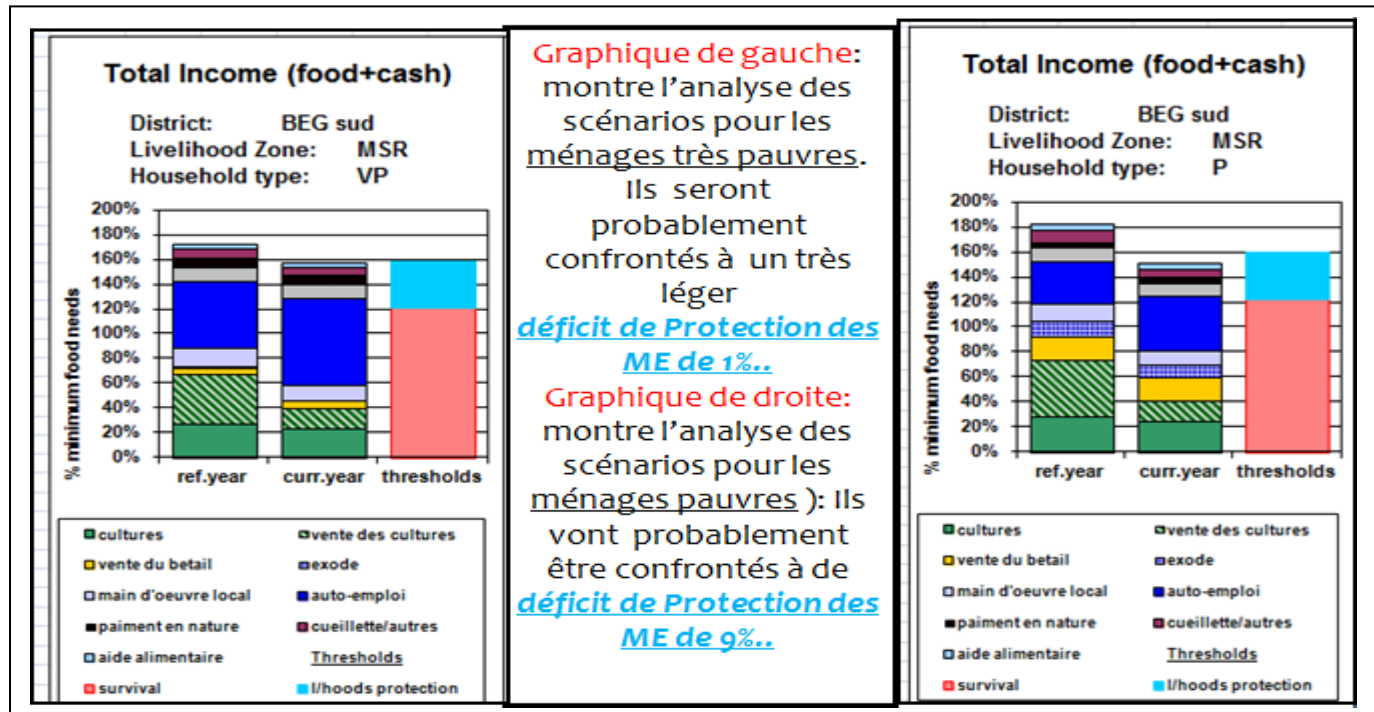 Total Income (food+cash)
District: BEG sud
Livelihood Zone: MSR
Household type: VP
% minimum food needs
200%
180%
160%
140%
120%
100%
80%
60%
40%
20%
0%
ref.year curr.year thresholds
cultures vente des cultures
vente du betail exode
main d'oeuvre local auto-emploi
paiment en nature cueillette/autres
aide alimentaire Thresholds
survival l/hoods protection
Graphique de gauche:
montre l'analyse des
scénarios pour les
ménages très pauvres.
Ils seront
probablement
confrontés à un très
léger
déficit de Protection des
ME de 1%..
Graphique de droite:
montre l'analyse des
scénarios pour les
ménages pauvres ): Ils
vont probablement
être confrontés à de
déficit de Protection des
ME de 9%..
Total Income (food+cash)
District: BEG sud
Livelihood Zone: MSR
Household type: P
% minimum food needs
200%
180%
160%
140%
120%
100%
80%
60%
40%
20%
0%
ref.year curr.year thresholds
cultures vente des cultures
vente du betail exode
main d'oeuvre local auto-emploi
paiment en nature cueillette/autres
aide alimentaire Thresholds
survival l/hoods protection